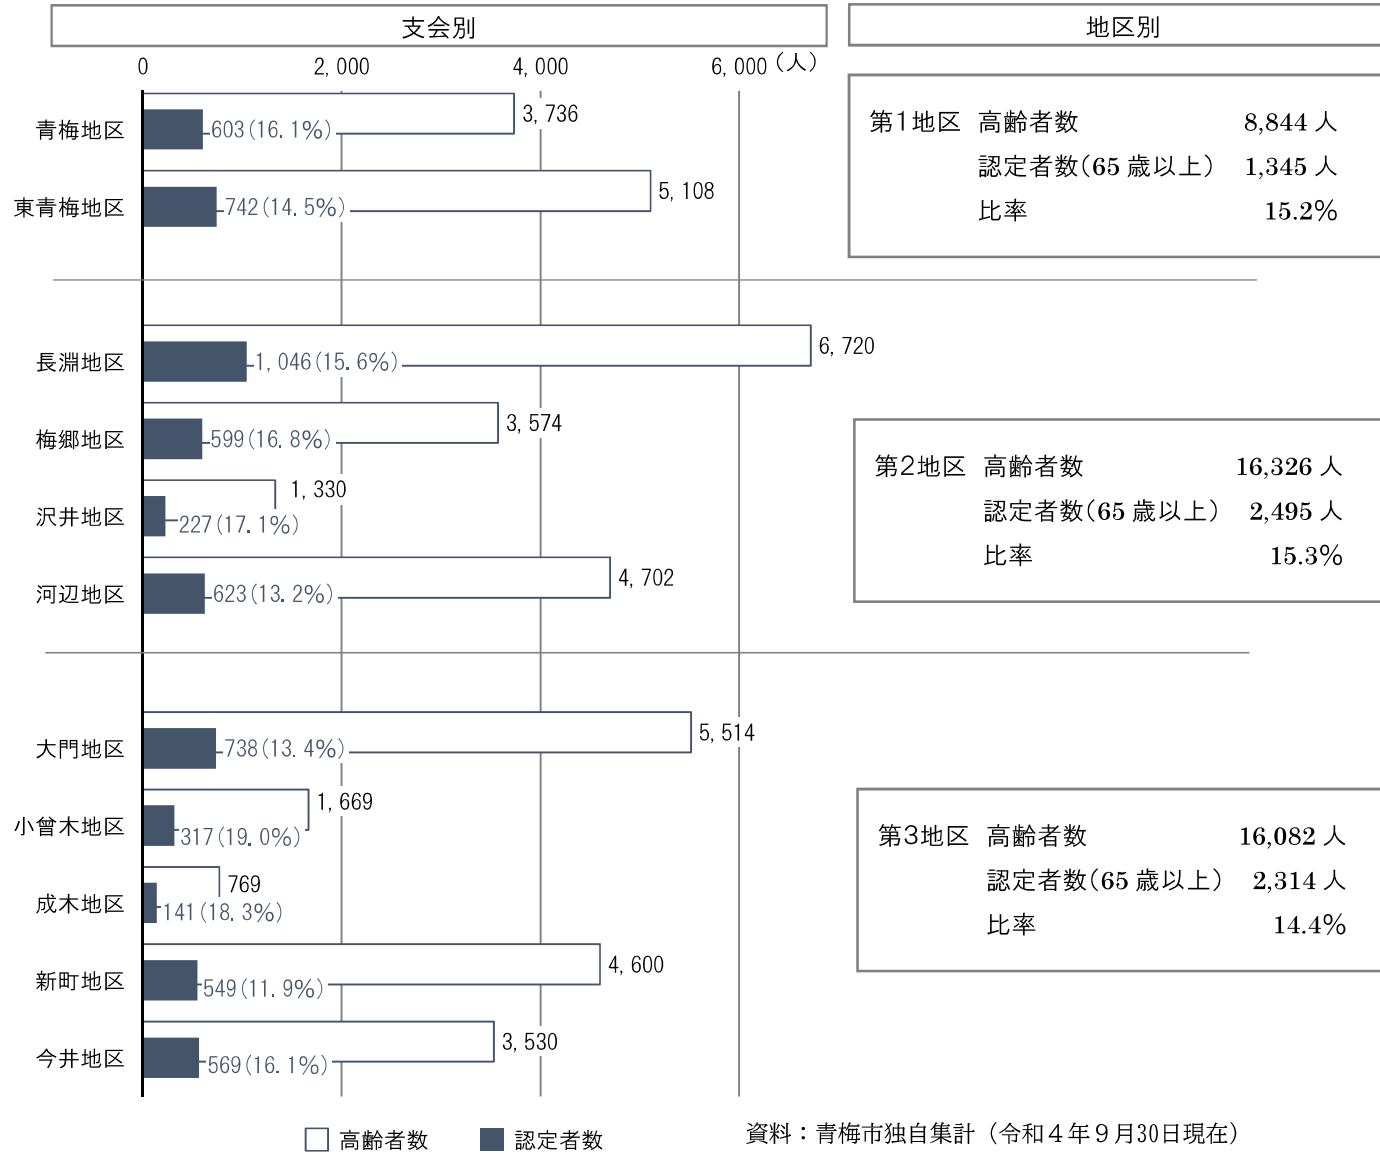 支会別
地区別
0 2,000 4,000 6,000 (人)
青梅地区 603(16.1%) 3,736
東青梅地区 742(14.5%) 5,108
第1地区 高齢者数 8,844 人
認定者数(65 歳以上) 1,345 人
比率 15.2%
長淵地区 1,046(15.6%) 6,720
梅郷地区 599(16.8%) 3,574
沢井地区 227(17.1%) 1,330
河辺地区 623(13.2%) 4,702
第2地区 高齢者数 16,326 人
認定者数(65 歳以上) 2,495 人
比率 15.3%
大門地区 738(13.4%) 5,514
小曾木地区 317(19.0%) 1,669
成木地区 141(18.3%) 769
新町地区 549(11.9%) 4,600
今井地区 569(16.1%) 3,530
第3地区 高齢者数 16,082 人
認定者数(65 歳以上) 2,314 人
比率 14.4%
高齢者数 認定者数
資料：青梅市独自集計（令和４年９月30日現在）